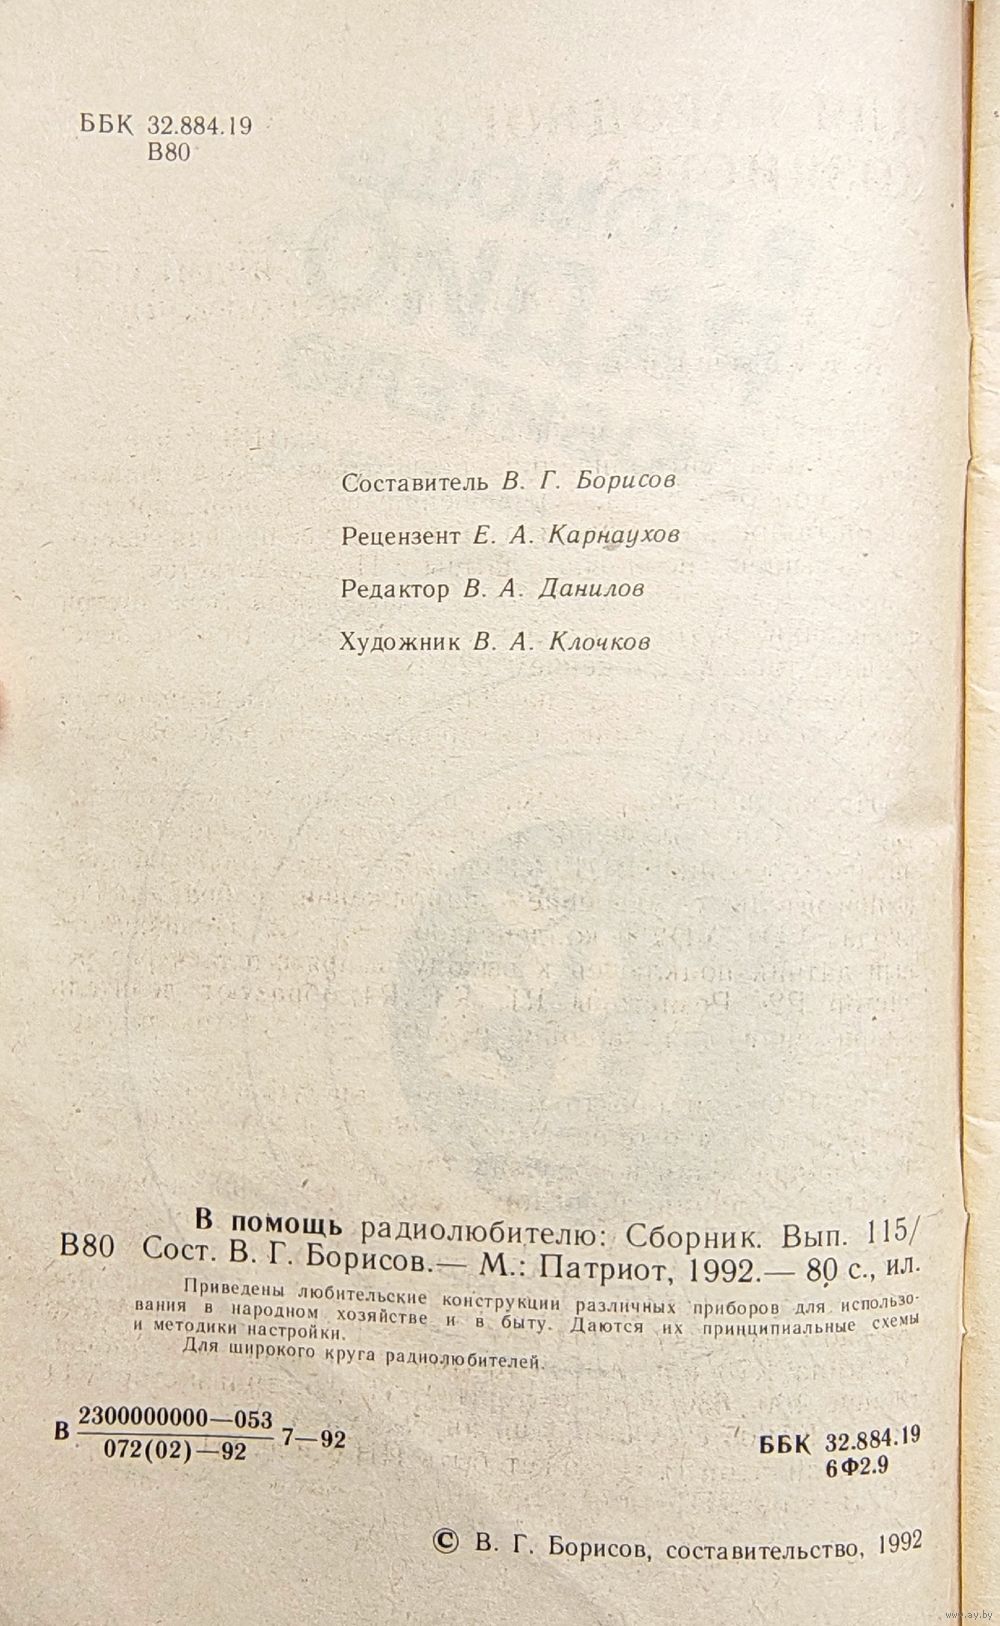 ББК 32.884.19
В80
Составитель В. Г. Борисов
Рецензент Е. А. Карнаухов
Редактор В. А. Данилов
Художник В. А. Клочков
В помощь радиолюбителю: Сборник. Вып. 115/
В80 Сост. В. Г. Борисов.— М.: Патриот, 1992.— 80 с., ил.
Приведены любительские конструкции различных приборов для использо-
вания в народном хозяйстве и в быту. Даются их принципиальные схемы
и методики настройки.
Для широкого круга радиолюбителей.
В 2300000000—053 7—92
072(02)—92
ББК 32.884.19
6Ф2.9
© В. Г. Борисов, составительство, 1992
www.ay.by